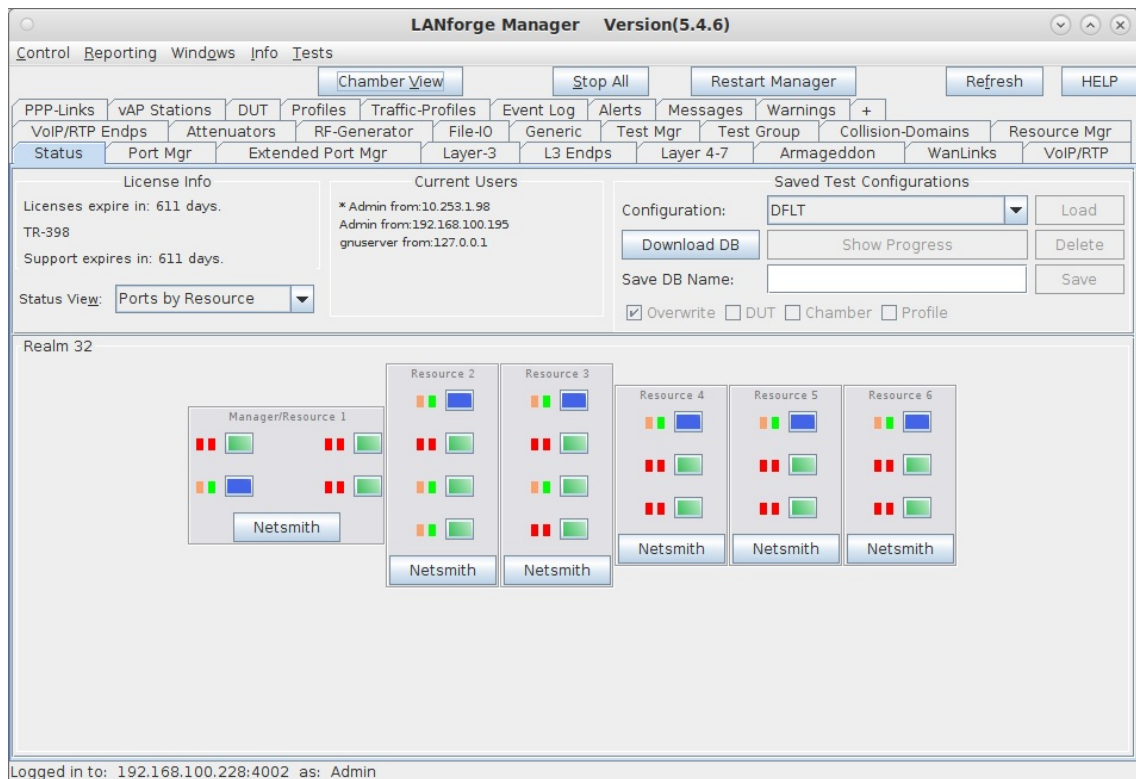 LANforge Manager Version(5.4.6)
Control Reporting Windows Info Tests
Chamber View Stop All Restart Manager Refresh HELP
PPP-Links vAP Stations DUT Profiles Traffic-Profiles Event Log Alerts Messages Warnings +
VoIP/RTP Endps Attenuators RF-Generator File-IO Generic Test Mgr Test Group Collision-Domains Resource Mgr
Status Port Mgr Extended Port Mgr Layer-3 L3 Endps Layer 4-7 Armageddon WanLinks VoIP/RTP
License Info
Licenses expire in: 611 days.
TR-398
Support expires in: 611 days.
Status View: Ports by Resource
Current Users
* Admin from:10.253.1.98
Admin from:192.168.100.195
gnuserver from:127.0.0.1
Saved Test Configurations
Configuration: DFLT Load
Download DB Show Progress Delete
Save DB Name: Save
Overwrite DUT Chamber Profile
Realm 32
Manager/Resource 1
Netsmith
Resource 2
Netsmith
Resource 3
Netsmith
Resource 4
Netsmith
Resource 5
Netsmith
Resource 6
Netsmith
Logged in to: 192.168.100.228:4002 as: Admin